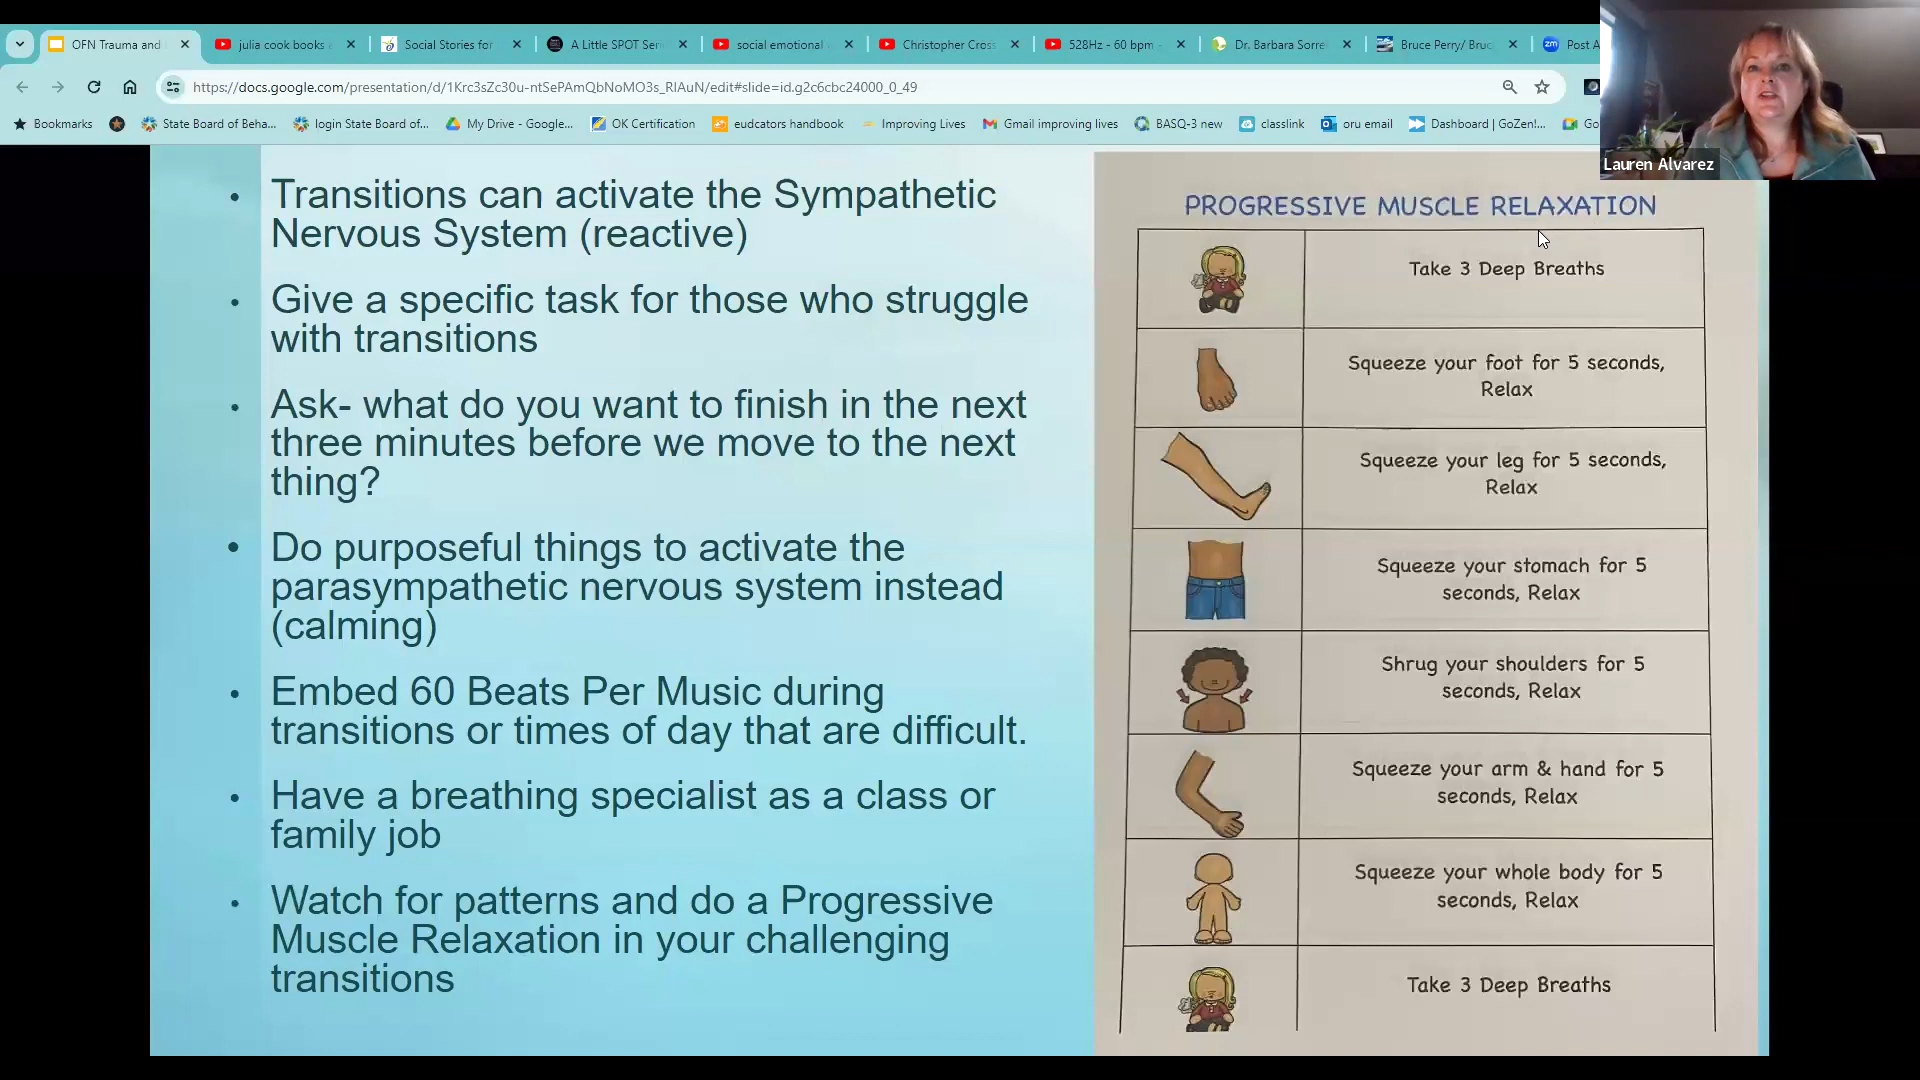 OFN Trauma and
julia cook books
Social Stories for
A Little SPOT Seri
social emotional
Christopher Cross
528Hz - 60 bpm -
Dr. Barbara Sorre
Bruce Perry/ Bruc
Post A
https://docs.google.com/presentation/d/1Krc3sZc30u-ntSePAmQbNoMO3s_RIAuN/edit#slide=id.g2c6cbc24000_0_49
Bookmarks
State Board of Beha...
login State Board of...
My Drive - Google...
OK Certification
eudcators handbook
Improving Lives
Gmail improving lives
BASQ-3 new
classlink
oru email
Dashboard | GoZen!...
Go
zm
Lauren Alvarez
• Transitions can activate the Sympathetic
Nervous System (reactive)
• Give a specific task for those who struggle
with transitions
• Ask- what do you want to finish in the next
three minutes before we move to the next
thing?
• Do purposeful things to activate the
parasympathetic nervous system instead
(calming)
• Embed 60 Beats Per Music during
transitions or times of day that are difficult.
• Have a breathing specialist as a class or
family job
• Watch for patterns and do a Progressive
Muscle Relaxation in your challenging
transitions
PROGRESSIVE MUSCLE RELAXATION
Take 3 Deep Breaths
Squeeze your foot for 5 seconds,
Relax
Squeeze your leg for 5 seconds,
Relax
Squeeze your stomach for 5
seconds, Relax
Shrug your shoulders for 5
seconds, Relax
Squeeze your arm & hand for 5
seconds, Relax
Squeeze your whole body for 5
seconds, Relax
Take 3 Deep Breaths